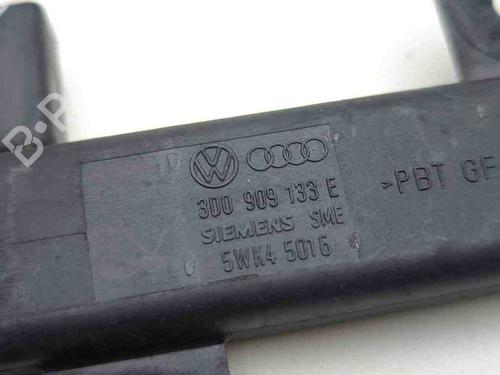 3D0 909 133 E
SIEMENS SME
5WK4 5016
>PBT GF
B-P